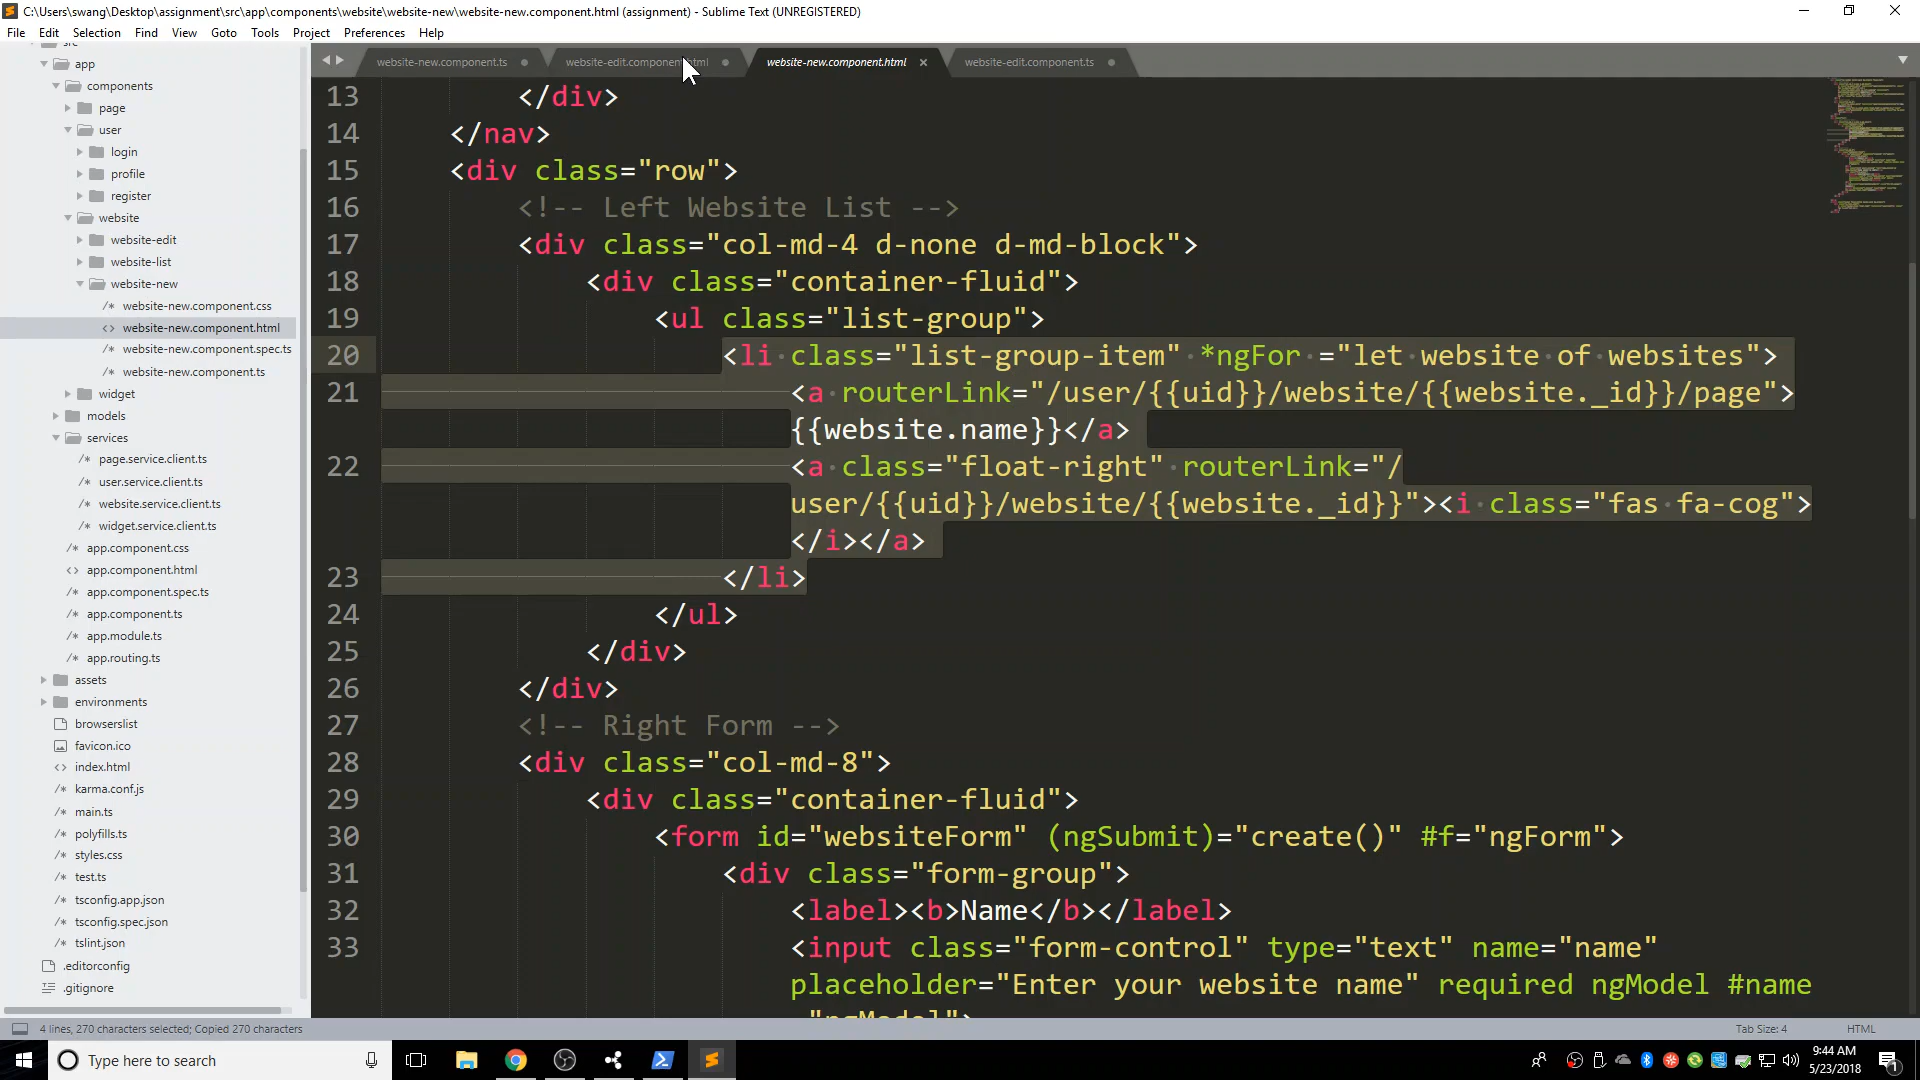 C:\Users\swang\Desktop\assignment\src\app\components\website\website-new\website-new.component.html (assignment) - Sublime Text (UNREGISTERED)
File Edit Selection Find View Goto Tools Project Preferences Help
src
app
components
page
user
login
profile
register
website
website-edit
website-list
website-new
website-new.component.css
website-new.component.html
website-new.component.spec.ts
website-new.component.ts
widget
models
services
page.service.client.ts
user.service.client.ts
website.service.client.ts
widget.service.client.ts
app.component.css
app.component.html
app.component.spec.ts
app.component.ts
app.module.ts
app.routing.ts
assets
environments
browserslist
favicon.ico
index.html
karma.conf.js
main.ts
polyfills.ts
styles.css
test.ts
tsconfig.app.json
tsconfig.spec.json
tslint.json
.editorconfig
.gitignore
website-new.component.ts website-edit.component.html website-new.component.html website-edit.component.ts
13 </div>
14 </nav>
15 <div class="row">
16 <!-- Left Website List -->
17 <div class="col-md-4 d-none d-md-block">
18 <div class="container-fluid">
19 <ul class="list-group">
20 <li class="list-group-item" *ngFor ="let website of websites">
21 <a routerLink="/user/{{uid}}/website/{{website._id}}/page">
{{website.name}}</a>
22 <a class="float-right" routerLink="/
user/{{uid}}/website/{{website._id}}"><i class="fas fa-cog">
</i></a>
23 </li>
24 </ul>
25 </div>
26 </div>
27 <!-- Right Form -->
28 <div class="col-md-8">
29 <div class="container-fluid">
30 <form id="websiteForm" (ngSubmit)="create()" #f="ngForm">
31 <div class="form-group">
32 <label><b>Name</b></label>
33 <input class="form-control" type="text" name="name"
placeholder="Enter your website name" required ngModel #name
="ngModel">
4 lines, 270 characters selected; Copied 270 characters
Tab Size: 4
HTML
Type here to search
9:44 AM
5/23/2018
1